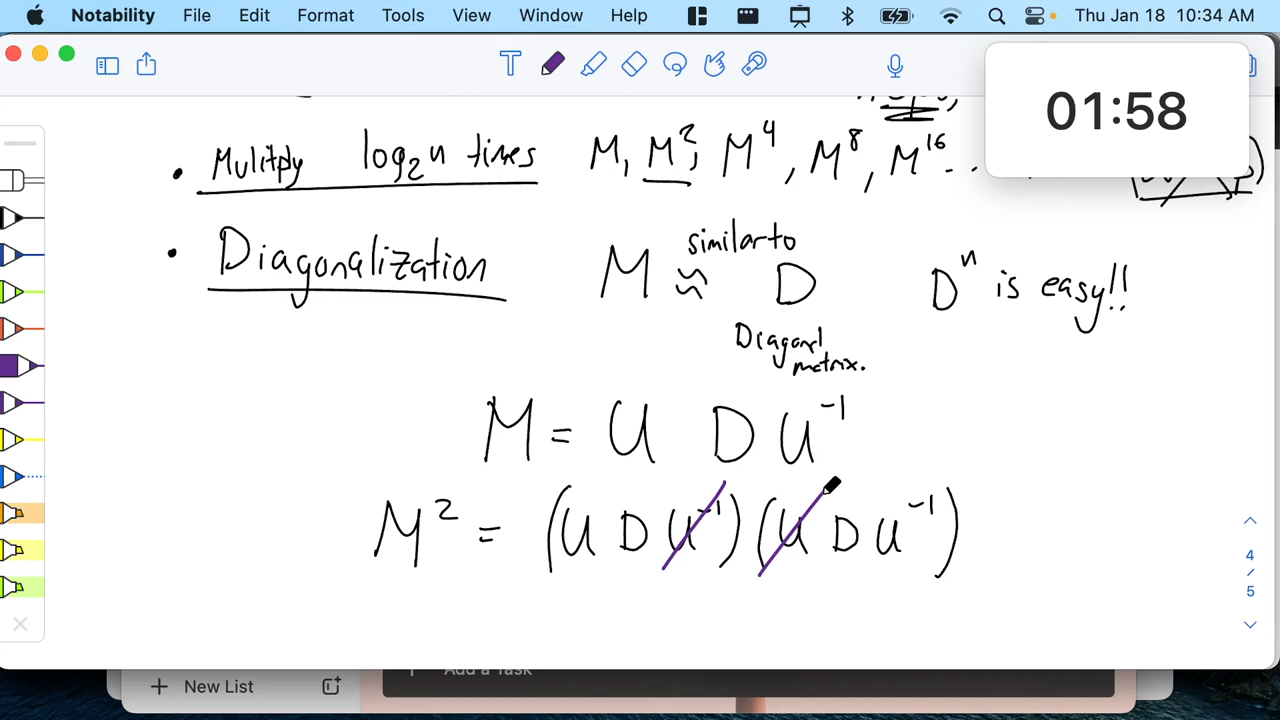 Notability File Edit Format Tools View Window Help Thu Jan 18 10:34 AM
01:58
• Mulitply log₂n times M, M², M⁴, M⁸, M¹⁶ ...
• Diagonalization M ≈ similar to D Dⁿ is easy!!
Diagonal matrix.
M = U D U⁻¹
M² = (U D U⁻¹) (U D U⁻¹)
4
/
5
Add a Task
+ New List